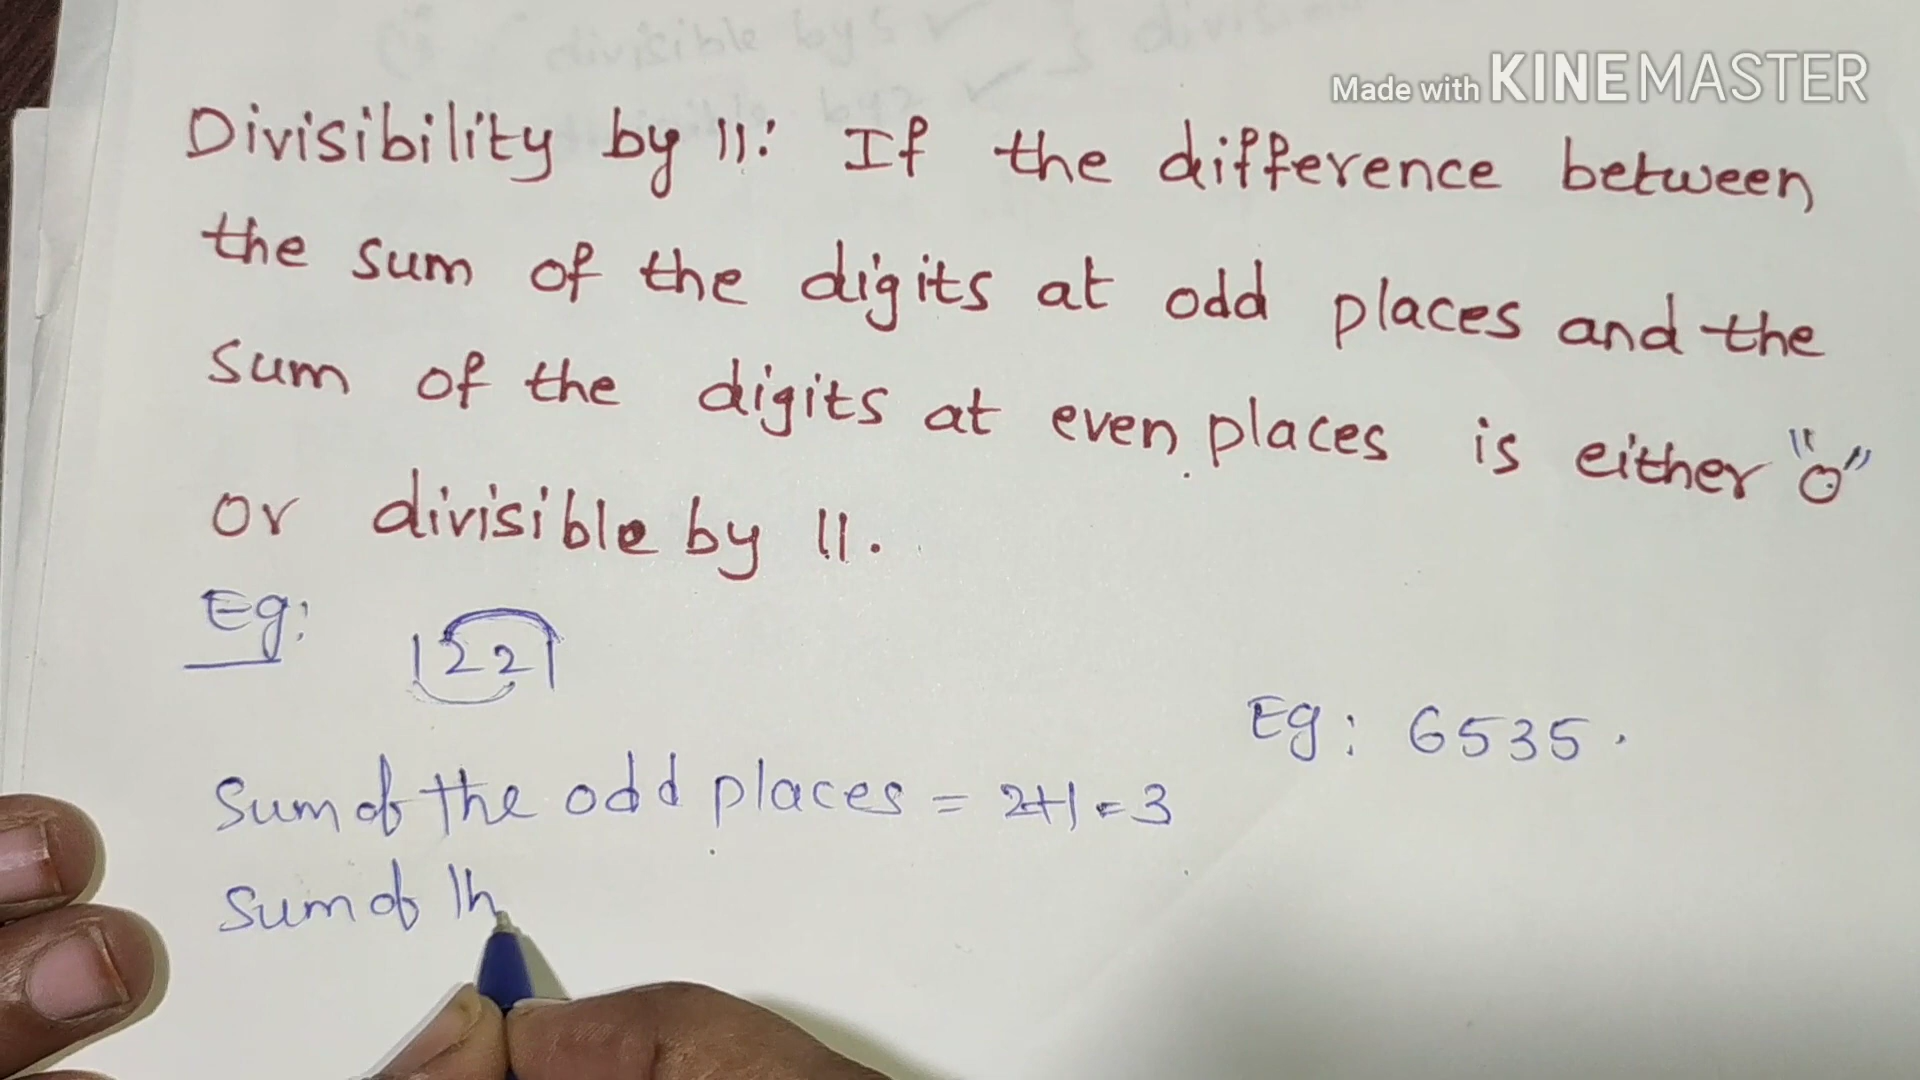 Made with KINEMASTER
Divisibility by 11: If the difference between
the sum of the digits at odd places and the
sum of the digits at even places is either "0"
or divisible by 11.
Eg: 1221
Eg: 6535.
Sum of the odd places = 2+1=3
Sum of th